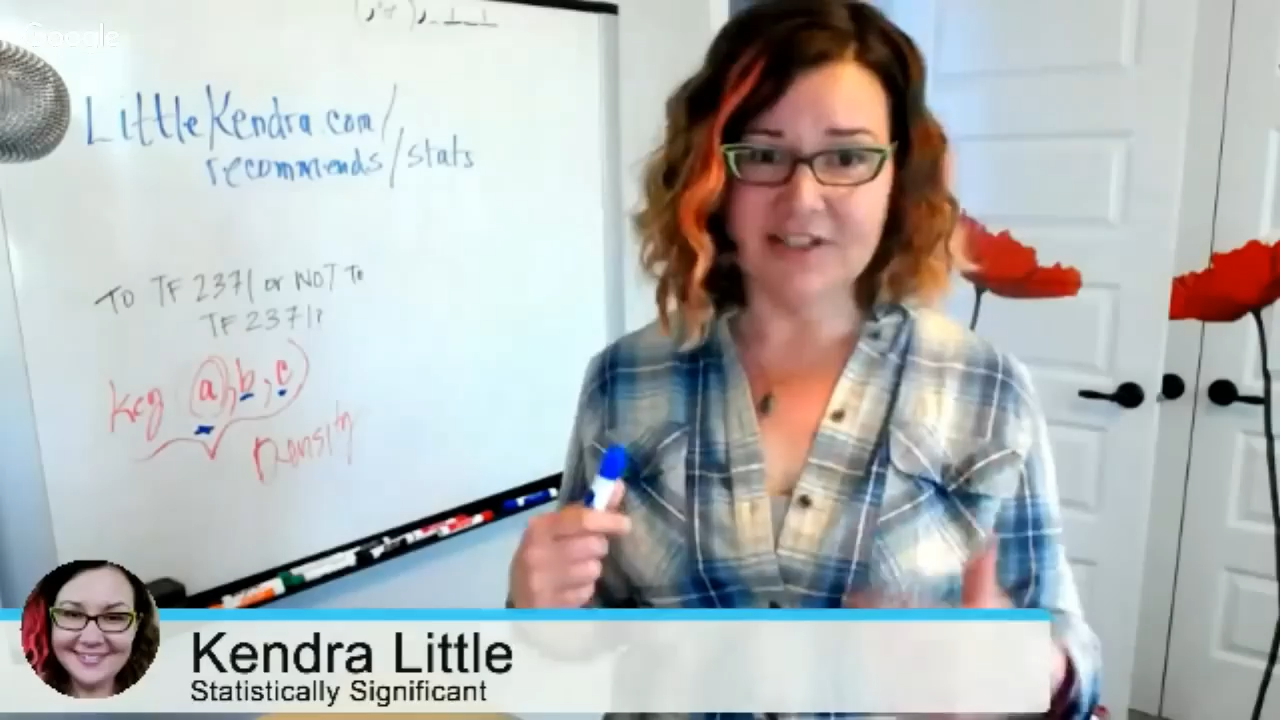 Google
LittleKendra.com/
recommends/stats
TO TF 2371 or NOT TO
TF 2371?
Key (a, b, c)
Density
Kendra Little
Statistically Significant